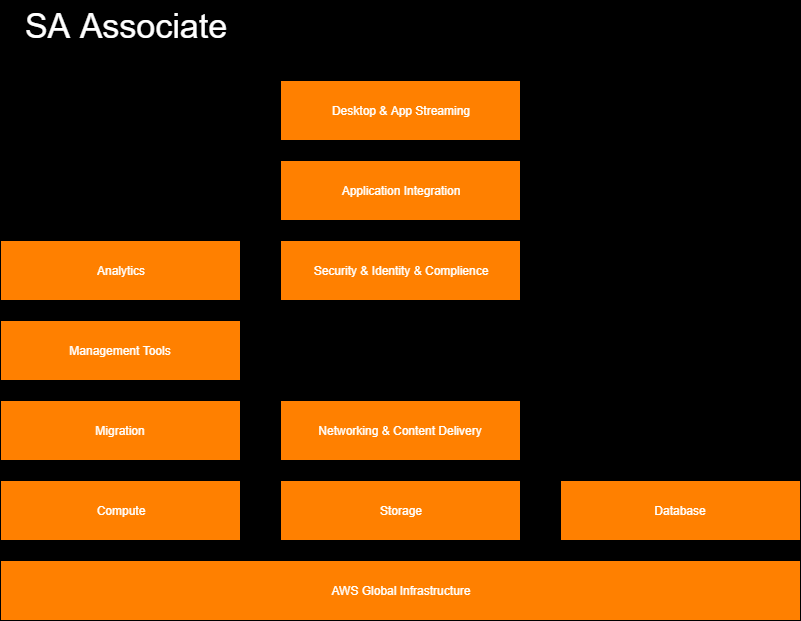 SA Associate
Desktop & App Streaming
Application Integration
Analytics
Security & Identity & Complience
Management Tools
Migration
Networking & Content Delivery
Compute
Storage
Database
AWS Global Infrastructure